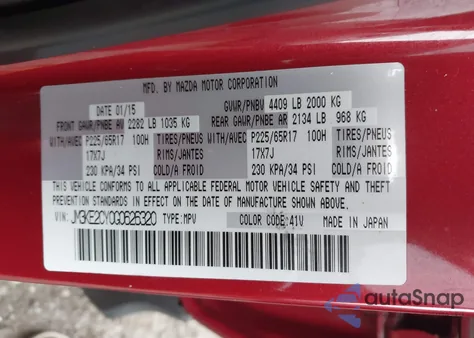 MFD. BY MAZDA MOTOR CORPORATION
DATE 01/15 GVWR/PNBV 4409 LB 2000 KG
FRONT GAWR/PNBE AV 2282 LB 1035 KG REAR GAWR/PNBE AR 2134 LB 968 KG
WITH/AVEC P225/65R17 100H TIRES/PNEUS WITH/AVEC P225/65R17 100H TIRES/PNEUS
17X7J RIMS/JANTES 17X7J RIMS/JANTES
230 KPA/34 PSI COLD/A FROID 230 KPA/34 PSI COLD/A FROID
THIS VEHICLE CONFORMS TO ALL APPLICABLE FEDERAL MOTOR VEHICLE SAFETY AND THEFT
PREVENTION STANDARDS IN EFFECT ON THE DATE OF MANUFACTURE SHOWN ABOVE.
VIN: JM3KE2CY0G0626320 TYPE: MPV COLOR CODE: 41V MADE IN JAPAN
autoSnap